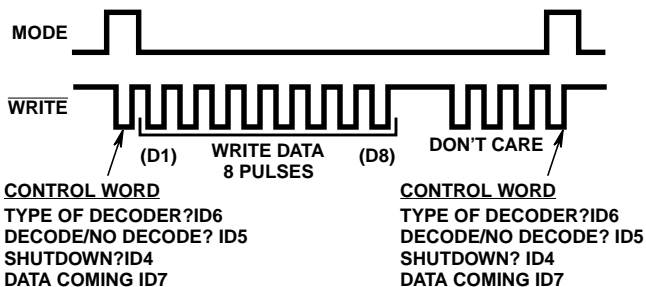 MODE
WRITE
(D1) WRITE DATA (D8) DON'T CARE
8 PULSES
CONTROL WORD
TYPE OF DECODER?ID6
DECODE/NO DECODE? ID5
SHUTDOWN?ID4
DATA COMING ID7
CONTROL WORD
TYPE OF DECODER?ID6
DECODE/NO DECODE? ID5
SHUTDOWN? ID4
DATA COMING ID7